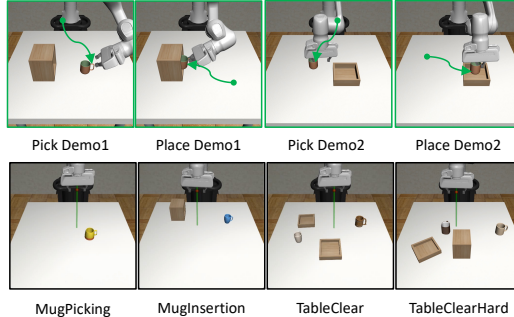 Pick Demo1
Place Demo1
Pick Demo2
Place Demo2
MugPicking
MugInsertion
TableClear
TableClearHard